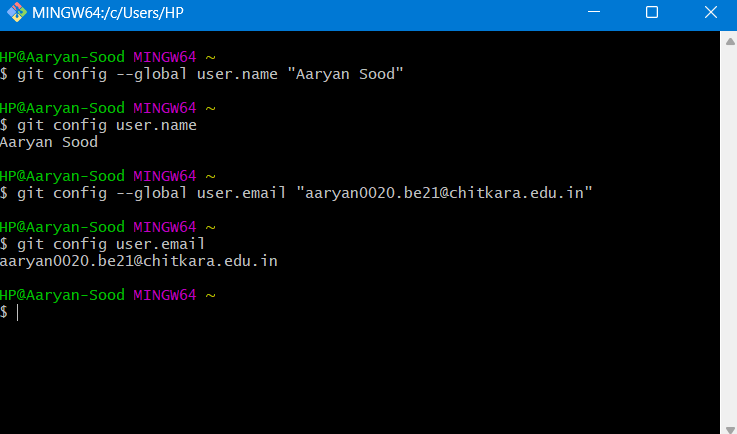 MINGW64:/c/Users/HP
HP@Aaryan-Sood MINGW64 ~
$ git config --global user.name "Aaryan Sood"
HP@Aaryan-Sood MINGW64 ~
$ git config user.name
Aaryan Sood
HP@Aaryan-Sood MINGW64 ~
$ git config --global user.email "aaryan0020.be21@chitkara.edu.in"
HP@Aaryan-Sood MINGW64 ~
$ git config user.email
aaryan0020.be21@chitkara.edu.in
HP@Aaryan-Sood MINGW64 ~
$